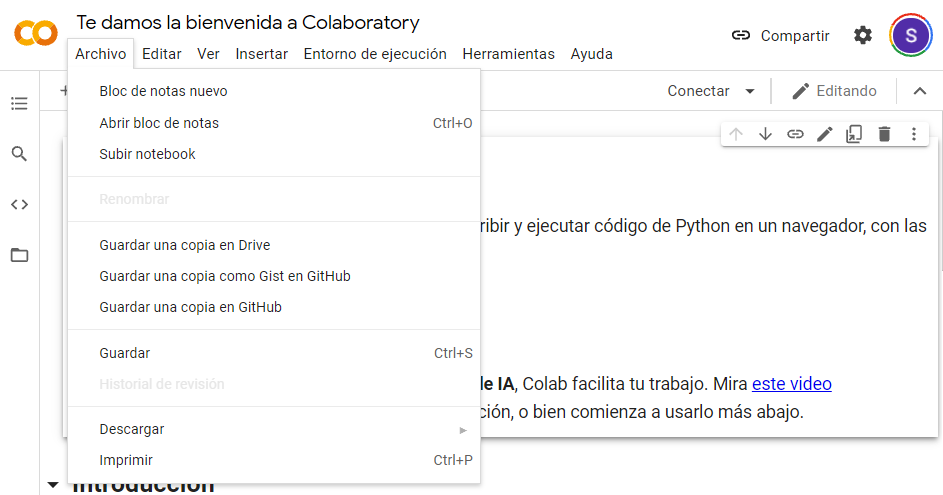 Te damos la bienvenida a Colaboratory
Archivo Editar Ver Insertar Entorno de ejecución Herramientas Ayuda
Compartir
S
Bloc de notas nuevo
Abrir bloc de notas Ctrl+O
Subir notebook
Renombrar
Guardar una copia en Drive
Guardar una copia como Gist en GitHub
Guardar una copia en GitHub
Guardar Ctrl+S
Historial de revisión
Descargar
Imprimir Ctrl+P
Conectar
Editando
ribir y ejecutar código de Python en un navegador, con las
de IA, Colab facilita tu trabajo. Mira este video
ción, o bien comienza a usarlo más abajo.
Introducción